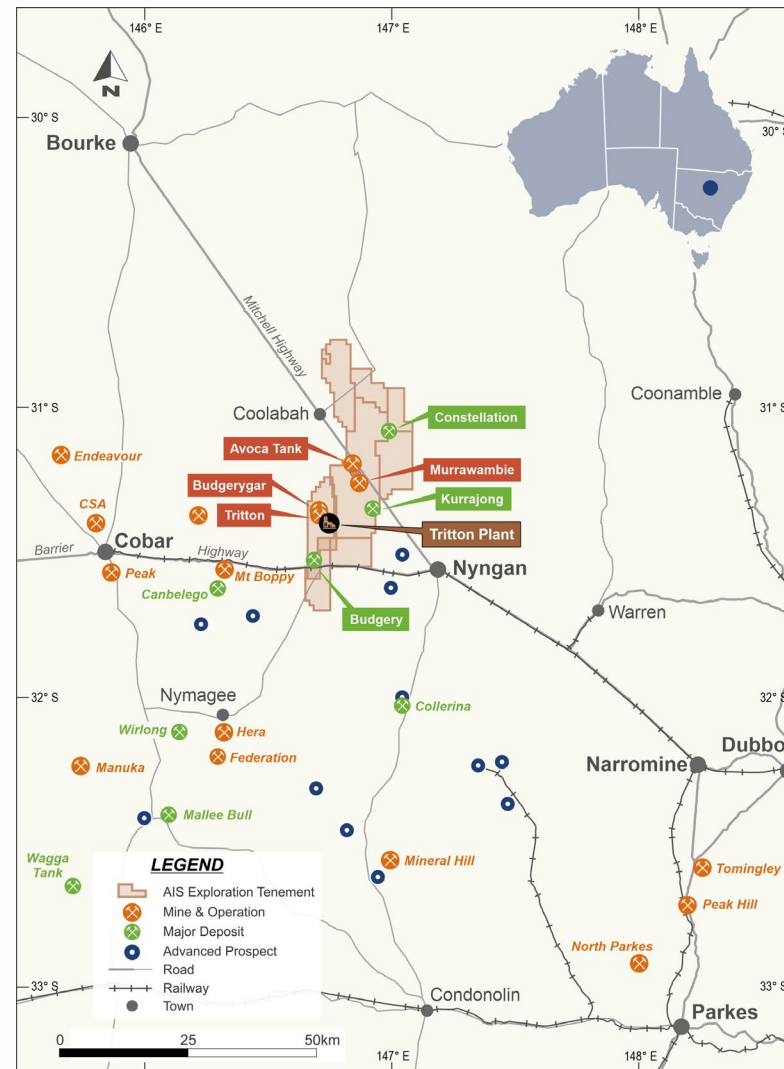 146° E
147° E
148° E
N
30° S
30° S
Bourke
Mitchell Highway
31° S
31° S
Coonamble
Coolabah
Constellation
Avoca Tank
Endeavour
Murrawambie
Budgerygar
Kurrajong
CSA
Tritton
Tritton Plant
Cobar
Barrier
Highway
Nyngan
Peak
Mt Boppy
Canbelego
Budgery
Warren
32° S
32° S
Nymagee
Collerina
Wirlong
Hera
Federation
Manuka
Narromine
Dubbo
Mallee Bull
Wagga
Tank
Mineral Hill
Tomingley
Peak Hill
North Parkes
LEGEND
AIS Exploration Tenement
Mine & Operation
Major Deposit
Advanced Prospect
Road
Railway
Town
33° S
33° S
Condonolin
Parkes
0
25
50km
147° E
148° E